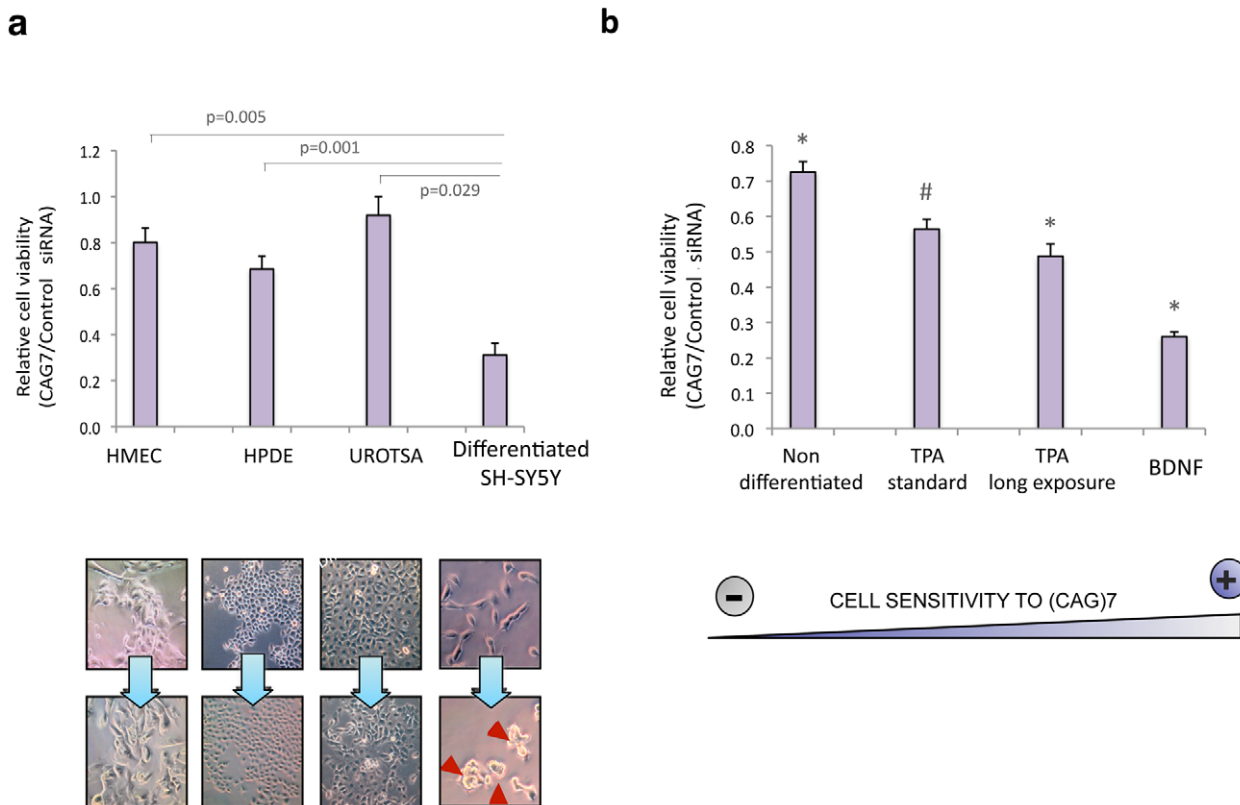 a
p=0.005
p=0.001
p=0.029
Relative cell viability
(CAG7/Control siRNA)
1.2
1.0
0.8
0.6
0.4
0.2
0.0
HMEC
HPDE
UROTSA
Differentiated
SH-SY5Y
b
Relative cell viability
(CAG7/Control siRNA)
0.8
0.7
0.6
0.5
0.4
0.3
0.2
0.1
0.0
*
#
*
*
Non
differentiated
TPA
standard
TPA
long exposure
BDNF
-
+
CELL SENSITIVITY TO (CAG)7